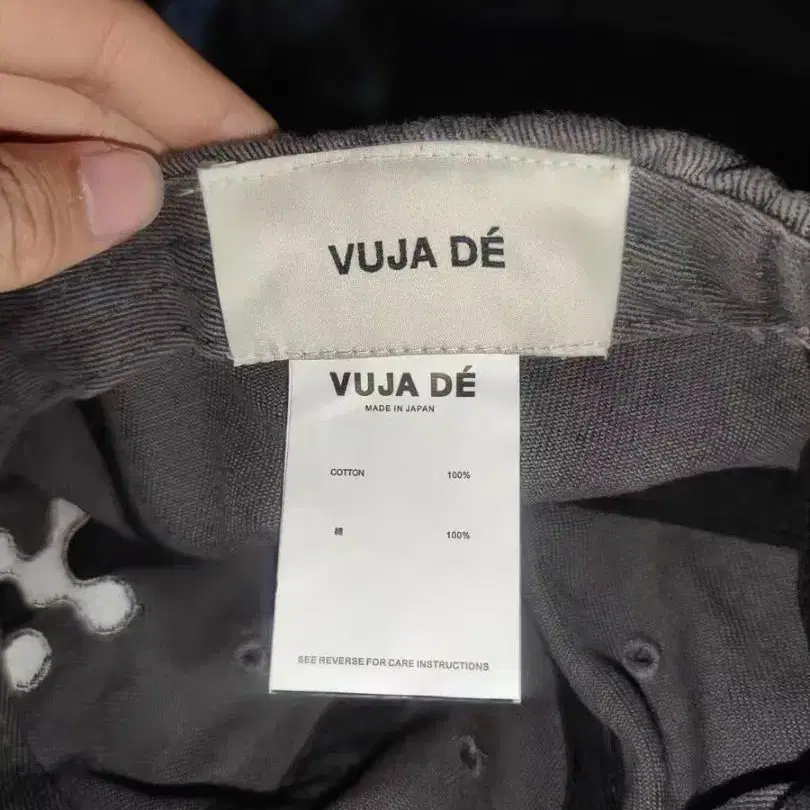 VUJA DÉ
VUJA DÉ
MADE IN JAPAN
COTTON 100%
綿 100%
SEE REVERSE FOR CARE INSTRUCTIONS